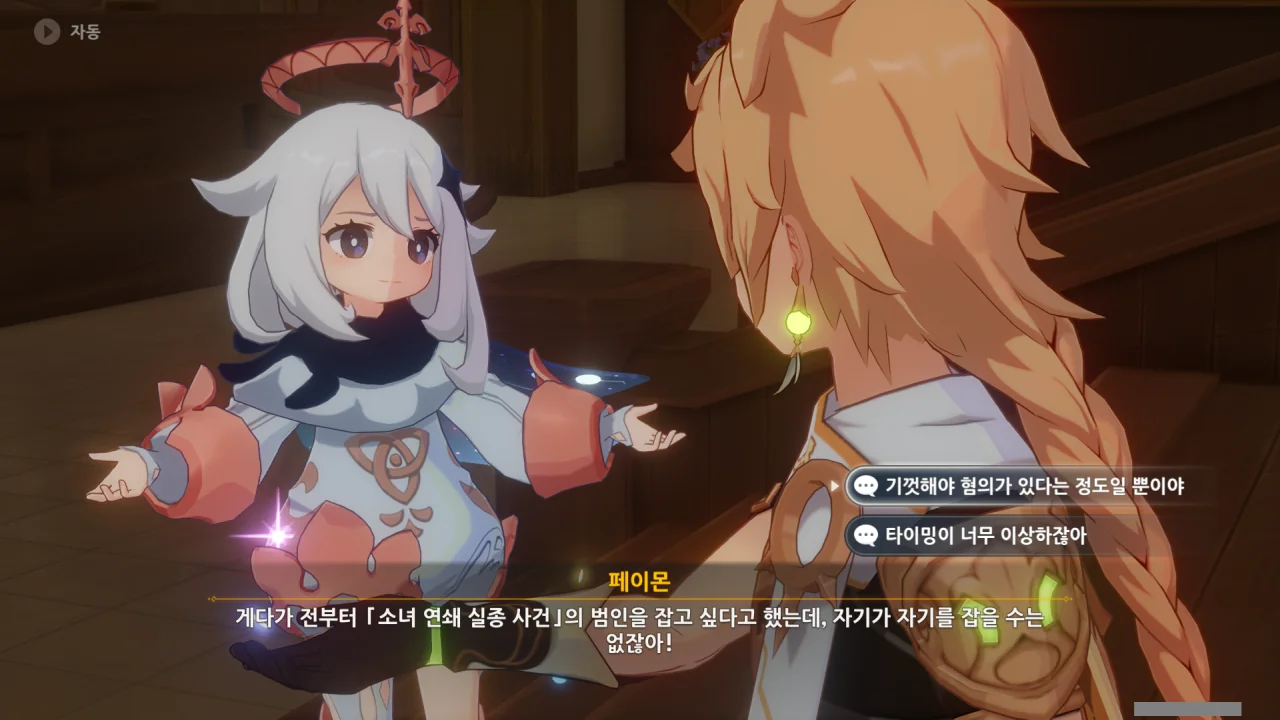 자동
기껏해야 혐의가 있다는 정도일 뿐이야
타이밍이 너무 이상하잖아
페이몬
게다가 전부터 「소녀 연쇄 실종 사건」의 범인을 잡고 싶다고 했는데, 자기가 자기를 잡을 수는
없잖아!